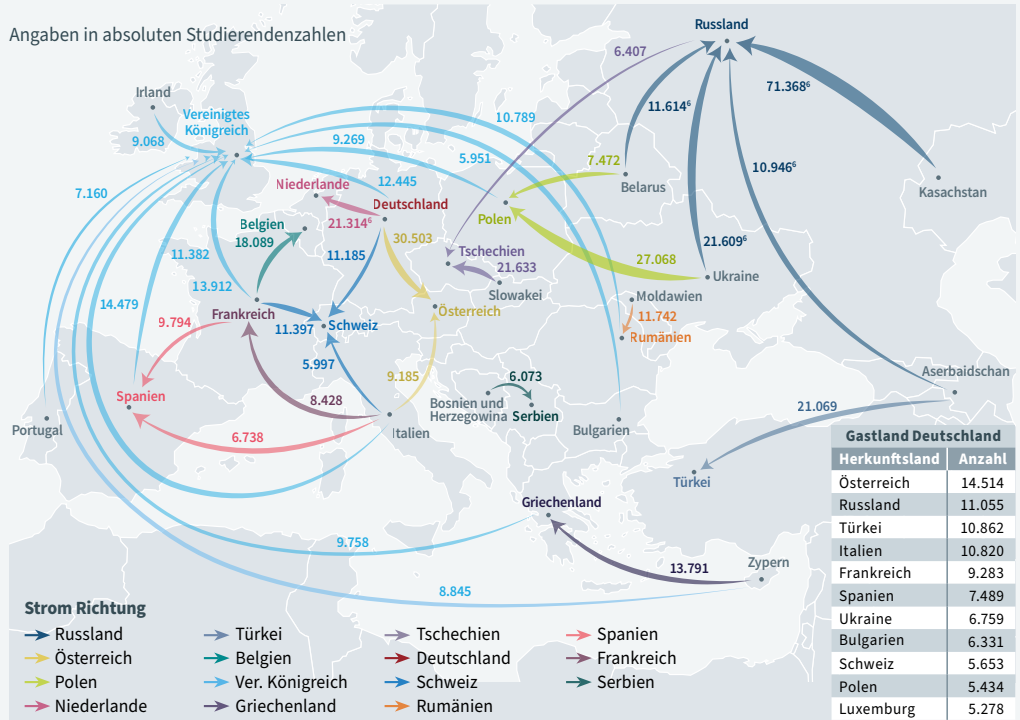 Angaben in absoluten Studierendenzahlen
Russland
6.407
71.368⁶
11.614⁶
10.789
Irland
Vereinigtes
Königreich
9.068
9.269
5.951
7.472
10.946⁶
Belarus
Kasachstan
7.160
Niederlande
12.445
Deutschland
21.314⁶
Polen
Belgien
18.089
30.503
21.609⁶
11.382
11.185
Tschechien
21.633
27.068
Ukraine
13.912
Slowakei
Moldawien
14.479
Frankreich
Österreich
11.742
9.794
11.397
Schweiz
Rumänien
5.997
9.185
6.073
Aserbaidschan
Spanien
8.428
Bosnien und
Herzegowina
Serbien
21.069
Portugal
6.738
Italien
Bulgarien
Türkei
Griechenland
9.758
13.791
Zypern
8.845
Gastland Deutschland
Herkunftsland Anzahl
Österreich 14.514
Russland 11.055
Türkei 10.862
Italien 10.820
Frankreich 9.283
Spanien 7.489
Ukraine 6.759
Bulgarien 6.331
Schweiz 5.653
Polen 5.434
Luxemburg 5.278
Strom Richtung
Russland Türkei Tschechien Spanien
Österreich Belgien Deutschland Frankreich
Polen Ver. Königreich Schweiz Serbien
Niederlande Griechenland Rumänien